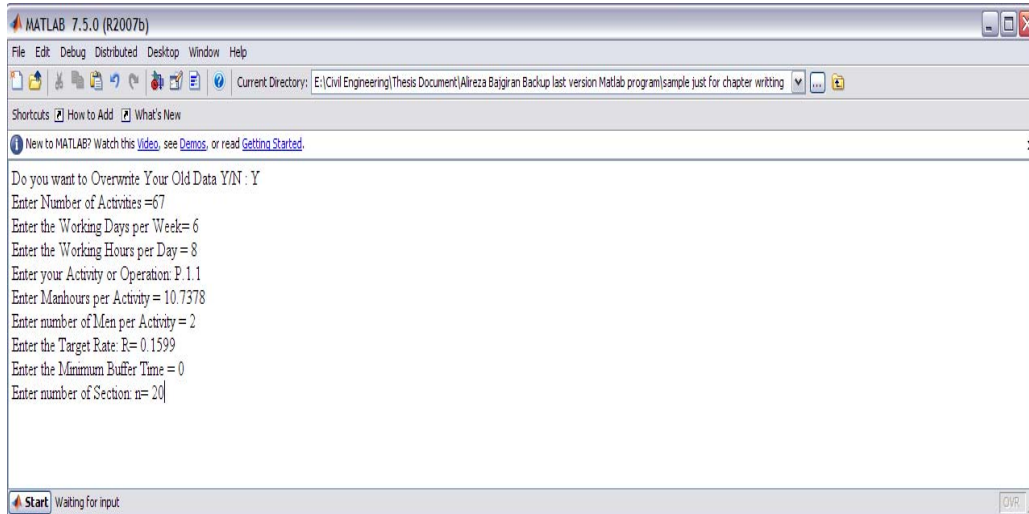 MATLAB 7.5.0 (R2007b)
File Edit Debug Distributed Desktop Window Help
Current Directory: E:\Civil Engineering\Thesis Document\Alireza Bajgiran Backup last version Matlab program\sample just for chapter writting
Shortcuts How to Add What's New
New to MATLAB? Watch this Video, see Demos, or read Getting Started.
Do you want to Overwrite Your Old Data Y/N : Y
Enter Number of Activities =67
Enter the Working Days per Week= 6
Enter the Working Hours per Day = 8
Enter your Activity or Operation: P.1.1
Enter Manhours per Activity = 10.7378
Enter number of Men per Activity = 2
Enter the Target Rate: R= 0.1599
Enter the Minimum Buffer Time = 0
Enter number of Section: n= 20
Start Waiting for input
OVR